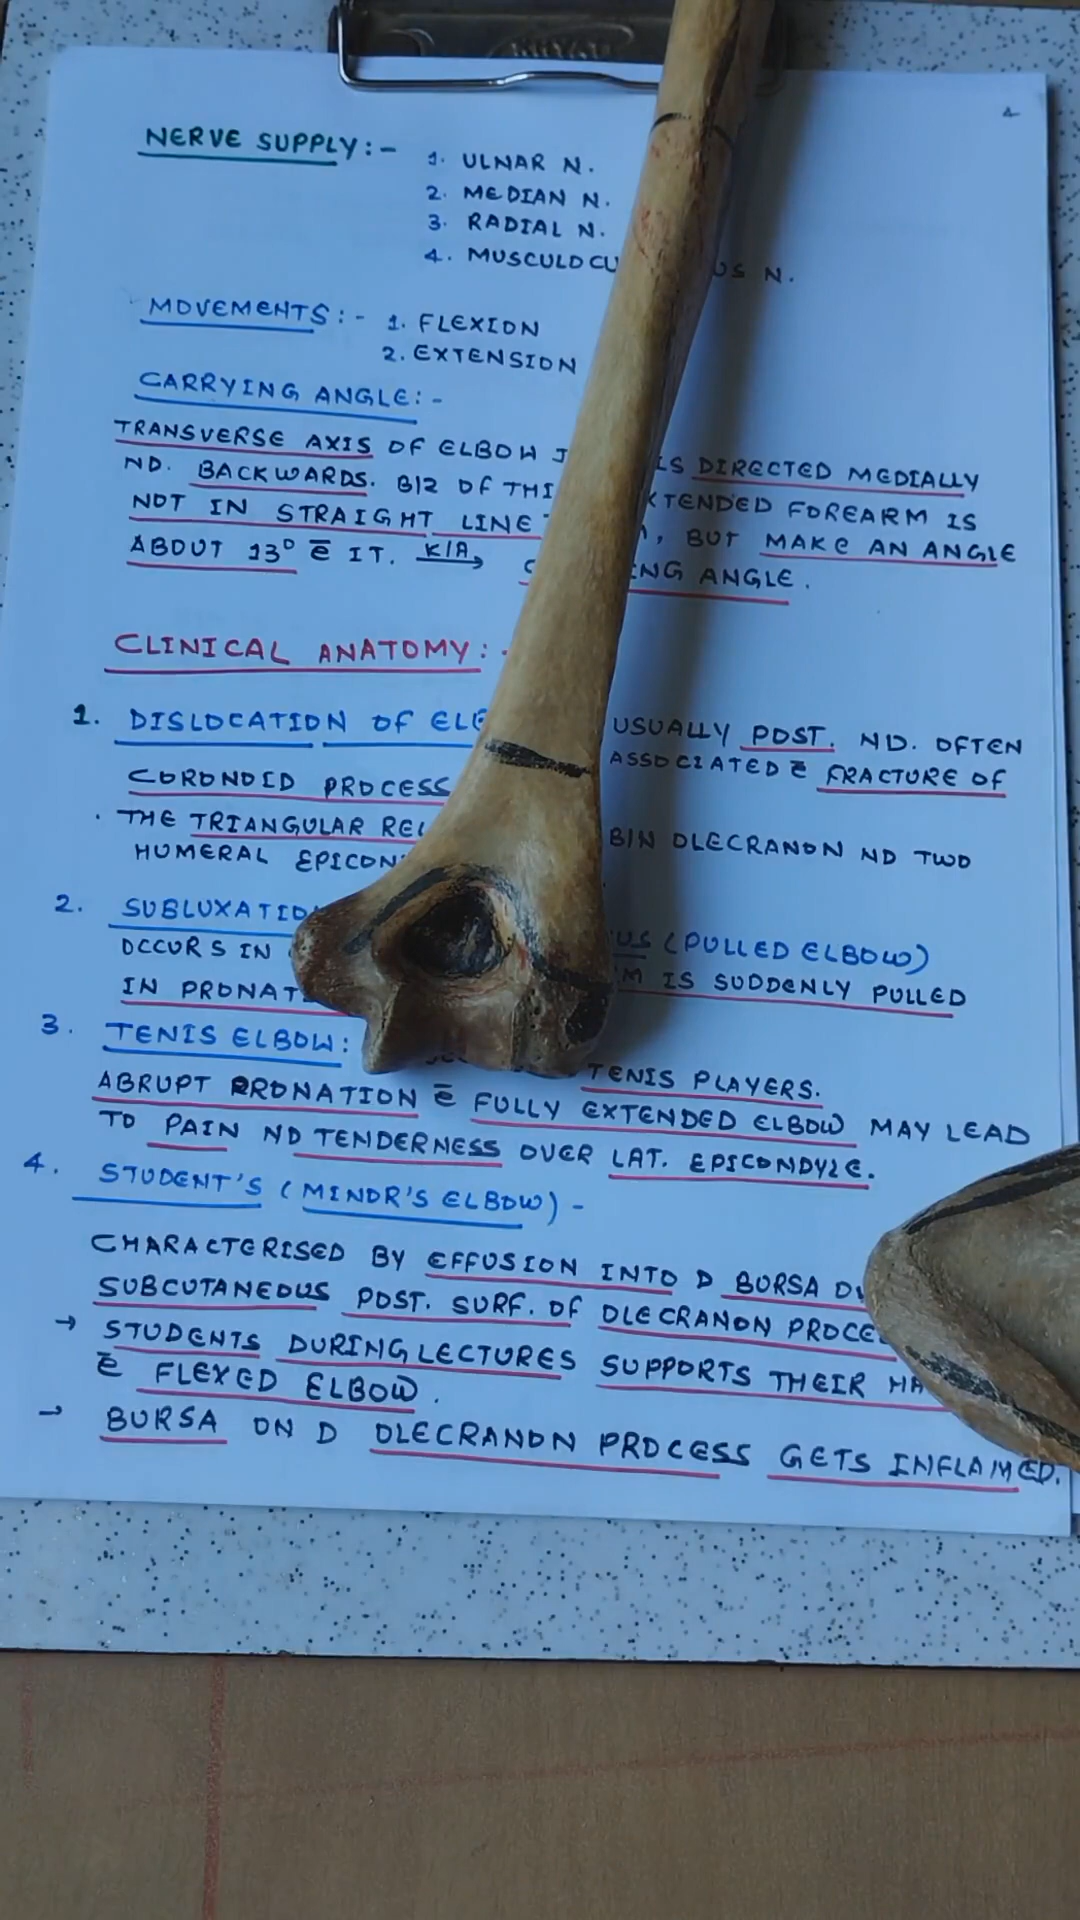 NERVE SUPPLY:-
1. ULNAR N.
2. MEDIAN N.
3. RADIAL N.
4. MUSCULOCU US N.
MOVEMENTS:- 1. FLEXION
2. EXTENSION
CARRYING ANGLE:-
TRANSVERSE AXIS OF ELBOW J IS DIRECTED MEDIALLY
ND. BACKWARDS. B/Z OF THI XTENDED FOREARM IS
NOT IN STRAIGHT LINE , BUT MAKE AN ANGLE
ABOUT 13° c̄ IT. K/A→ C ING ANGLE.
CLINICAL ANATOMY:-
1. DISLOCATION OF ELB USUALLY POST. ND. OFTEN
ASSOCIATED c̄ FRACTURE OF
CORONOID PROCESS
. THE TRIANGULAR REL B/N OLECRANON ND TWO
HUMERAL EPICON
2. SUBLUXATIO US (PULLED ELBOW)
OCCURS IN M IS SUDDENLY PULLED
IN PRONAT
3. TENIS ELBOW: TENIS PLAYERS.
ABRUPT PRONATION c̄ FULLY EXTENDED ELBOW MAY LEAD
TO PAIN ND TENDERNESS OVER LAT. EPICONDYLE.
4. STUDENT'S (MINOR'S ELBOW) -
CHARACTERISED BY EFFUSION INTO D BURSA OV
SUBCUTANEOUS POST. SURF. OF OLECRANON PROCE
→ STUDENTS DURING LECTURES SUPPORTS THEIR HA
c̄ FLEXED ELBOW.
→ BURSA ON D OLECRANON PROCESS GETS INFLAMED.